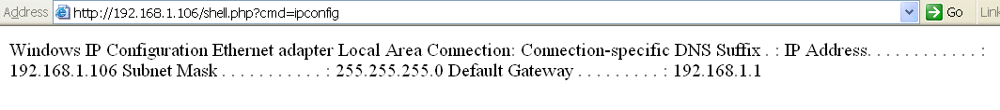 Address http://192.168.1.106/shell.php?cmd=ipconfig Go Link
Windows IP Configuration Ethernet adapter Local Area Connection: Connection-specific DNS Suffix . : IP Address. . . . . . . . . . . . :
192.168.1.106 Subnet Mask . . . . . . . . . . . : 255.255.255.0 Default Gateway . . . . . . . . . : 192.168.1.1